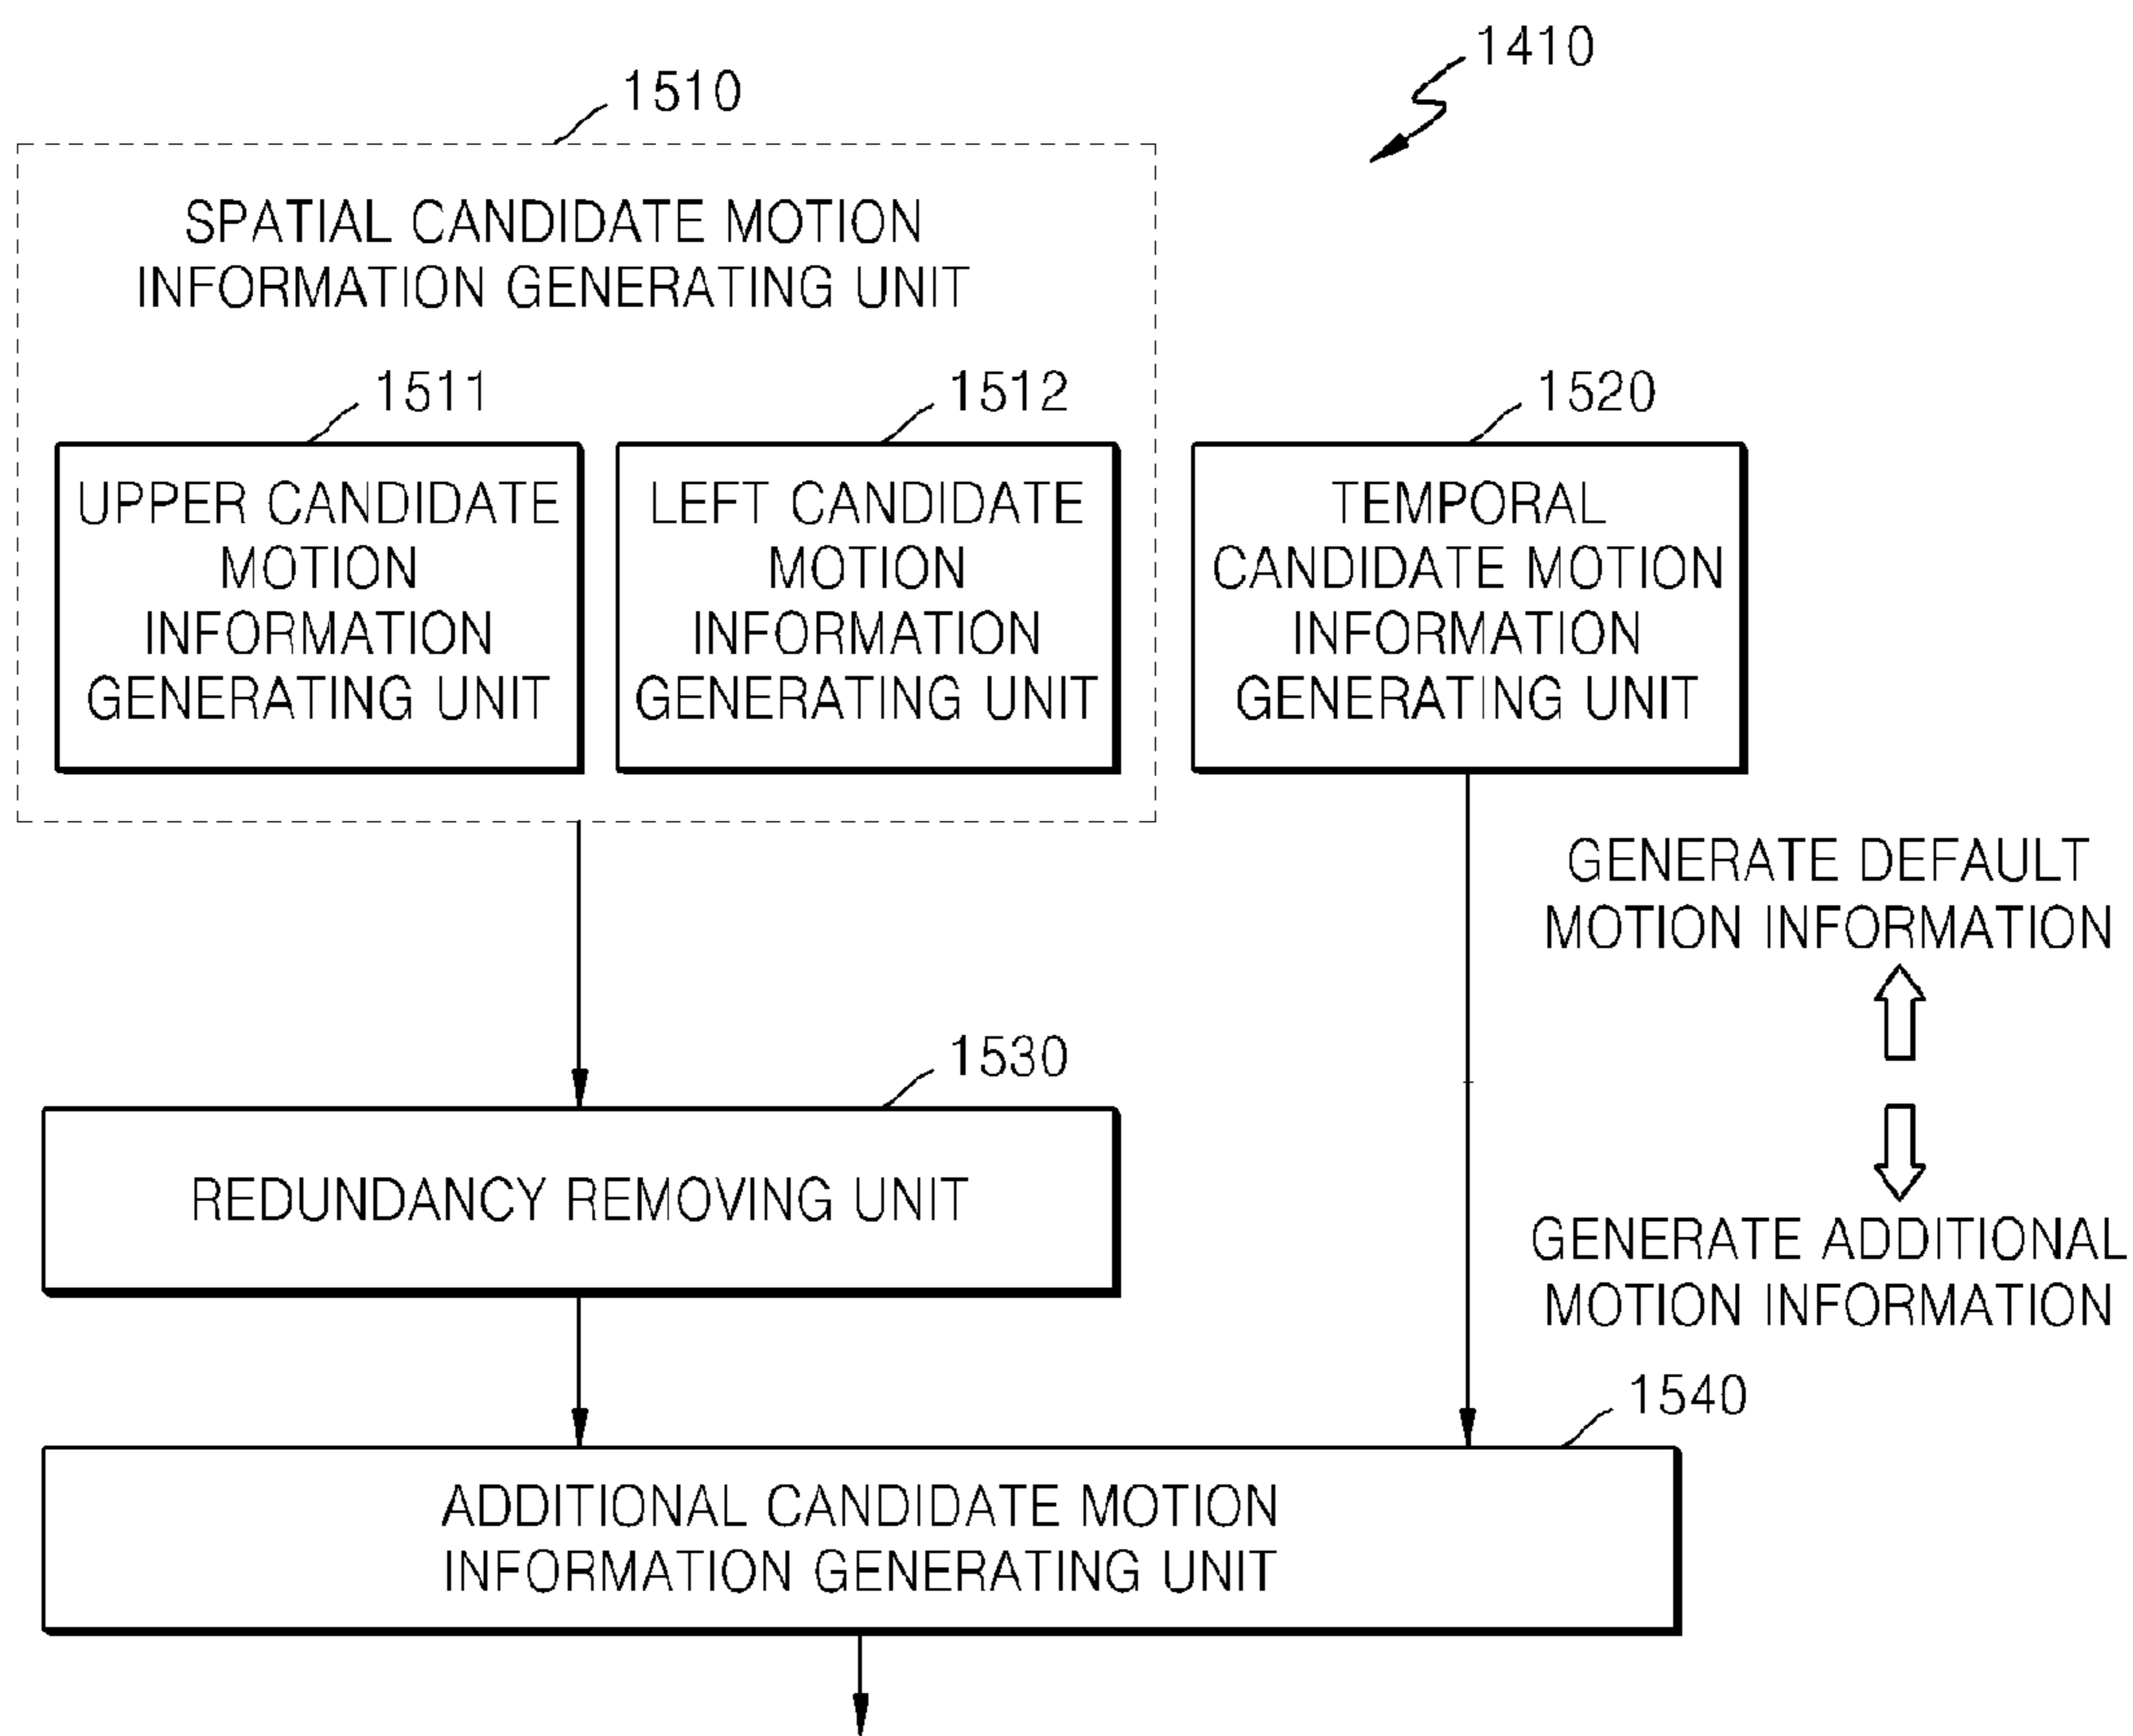 1410
1510
SPATIAL CANDIDATE MOTION
INFORMATION GENERATING UNIT
1511
1512
1520
UPPER CANDIDATE
MOTION
INFORMATION
GENERATING UNIT
LEFT CANDIDATE
MOTION
INFORMATION
GENERATING UNIT
TEMPORAL
CANDIDATE MOTION
INFORMATION
GENERATING UNIT
GENERATE DEFAULT
MOTION INFORMATION
1530
REDUNDANCY REMOVING UNIT
GENERATE ADDITIONAL
MOTION INFORMATION
1540
ADDITIONAL CANDIDATE MOTION
INFORMATION GENERATING UNIT